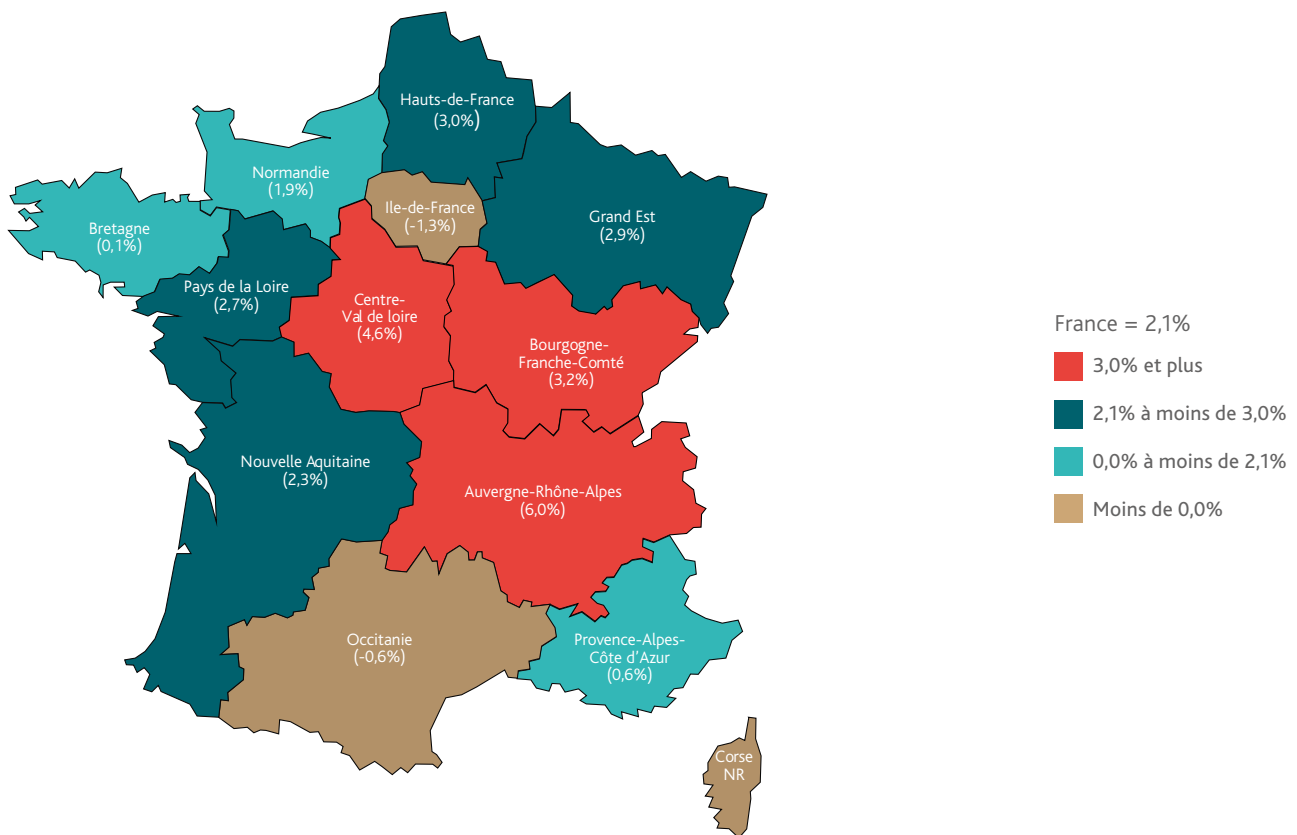 Hauts-de-France
(3,0%)
Normandie
(1,9%)
Ile-de-France
(-1,3%)
Grand Est
(2,9%)
Bretagne
(0,1%)
Pays de la Loire
(2,7%)
Centre-
Val de loire
(4,6%)
Bourgogne-
Franche-Comté
(3,2%)
Nouvelle Aquitaine
(2,3%)
Auvergne-Rhône-Alpes
(6,0%)
Occitanie
(-0,6%)
Provence-Alpes-
Côte d'Azur
(0,6%)
Corse
NR
France = 2,1%
3,0% et plus
2,1% à moins de 3,0%
0,0% à moins de 2,1%
Moins de 0,0%